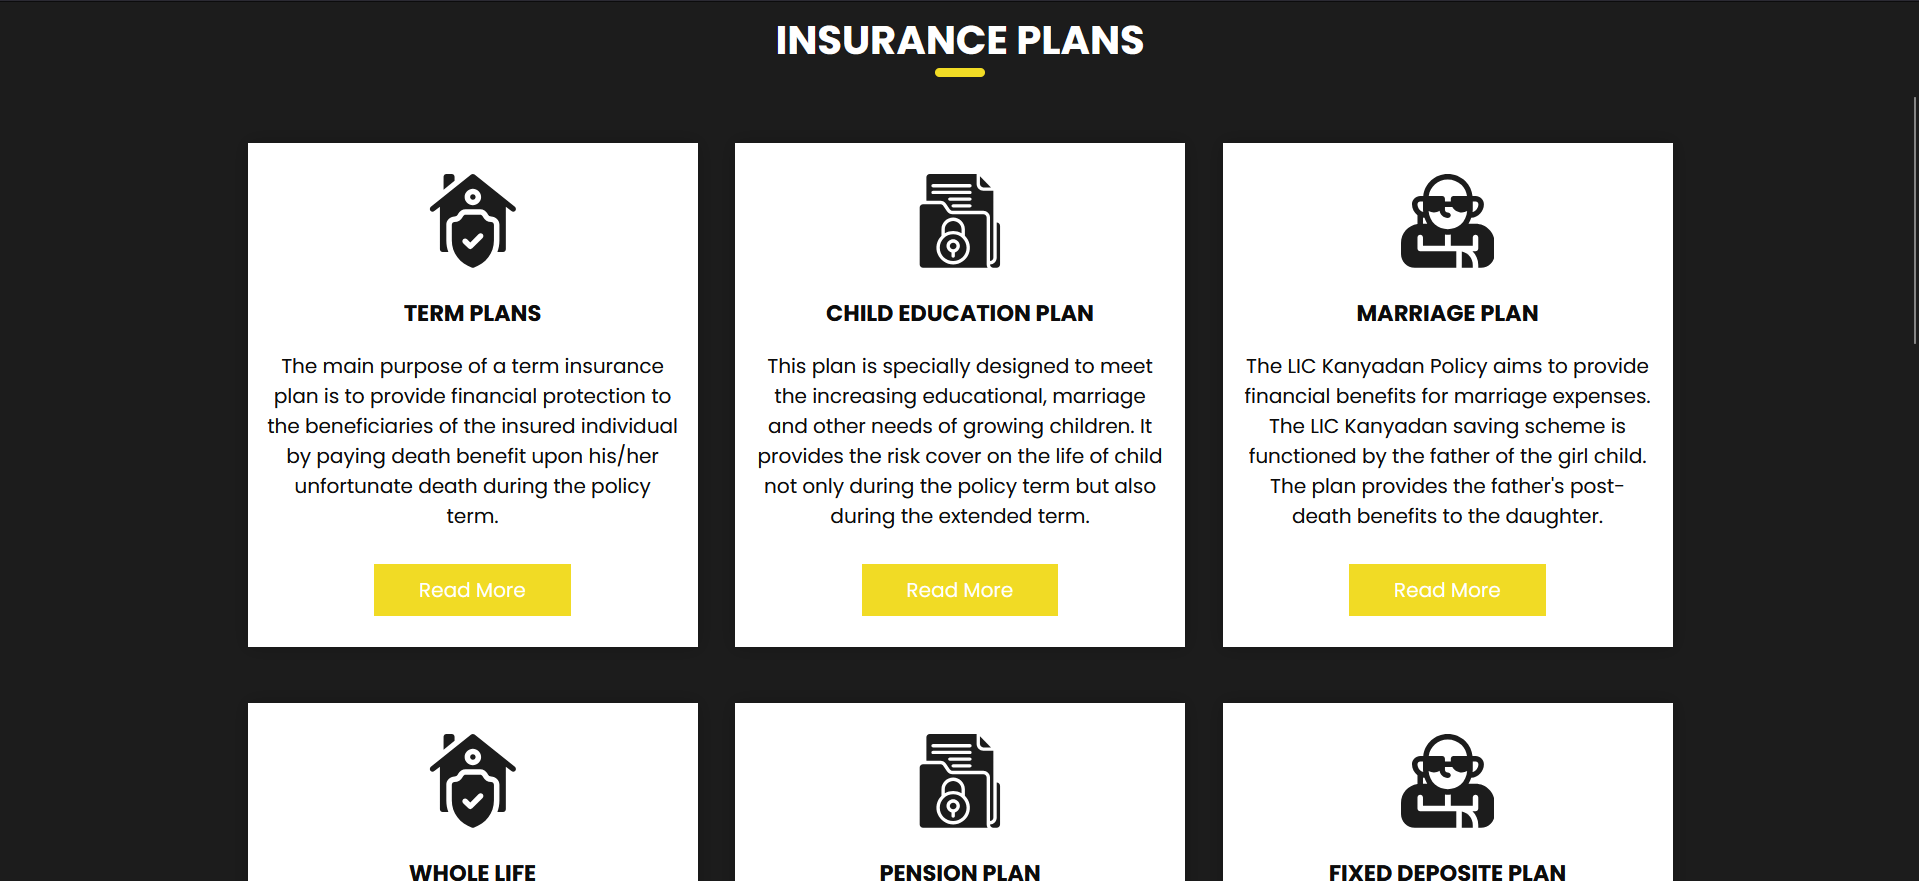 INSURANCE PLANS
TERM PLANS
The main purpose of a term insurance
plan is to provide financial protection to
the beneficiaries of the insured individual
by paying death benefit upon his/her
unfortunate death during the policy
term.
Read More
CHILD EDUCATION PLAN
This plan is specially designed to meet
the increasing educational, marriage
and other needs of growing children. It
provides the risk cover on the life of child
not only during the policy term but also
during the extended term.
Read More
MARRIAGE PLAN
The LIC Kanyadan Policy aims to provide
financial benefits for marriage expenses.
The LIC Kanyadan saving scheme is
functioned by the father of the girl child.
The plan provides the father's post-
death benefits to the daughter.
Read More
WHOLE LIFE
PENSION PLAN
FIXED DEPOSITE PLAN